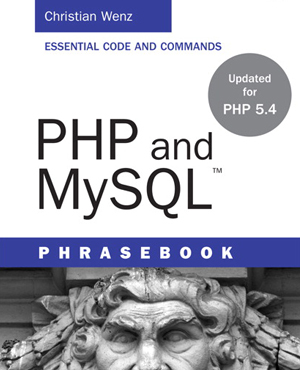 Christian Wenz
ESSENTIAL CODE AND COMMANDS
Updated
for
PHP 5.4
PHP and
MySQL™
PHRASEBOOK